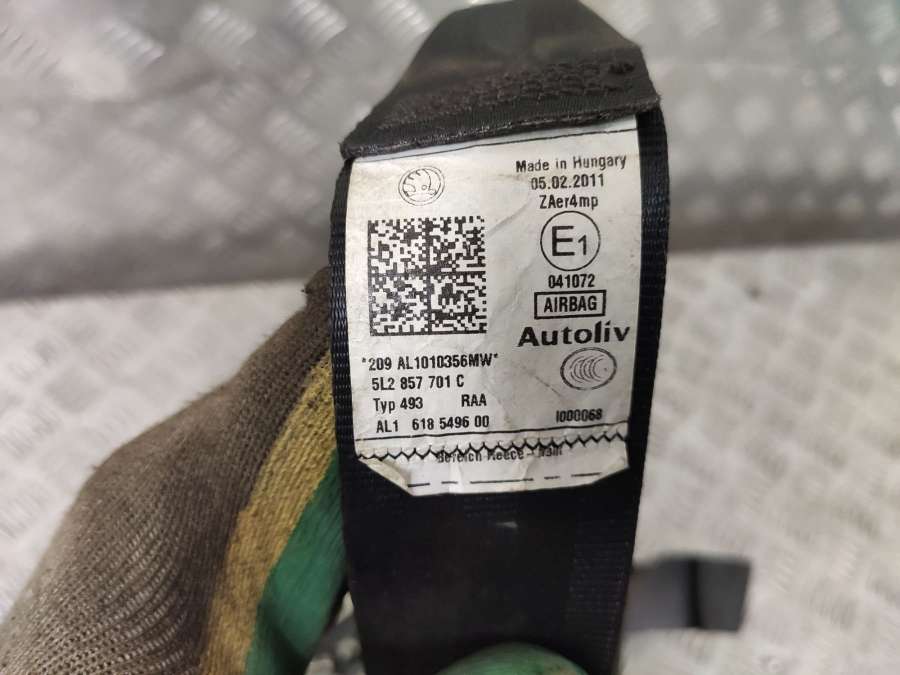 Made in Hungary
05.02.2011
ZAer4mp
E1
041072
AIRBAG
Autoliv
*209 AL1010356MW*
5L2 857 701 C
Typ 493 RAA
AL1 618 5496 00
I000068
Bereich